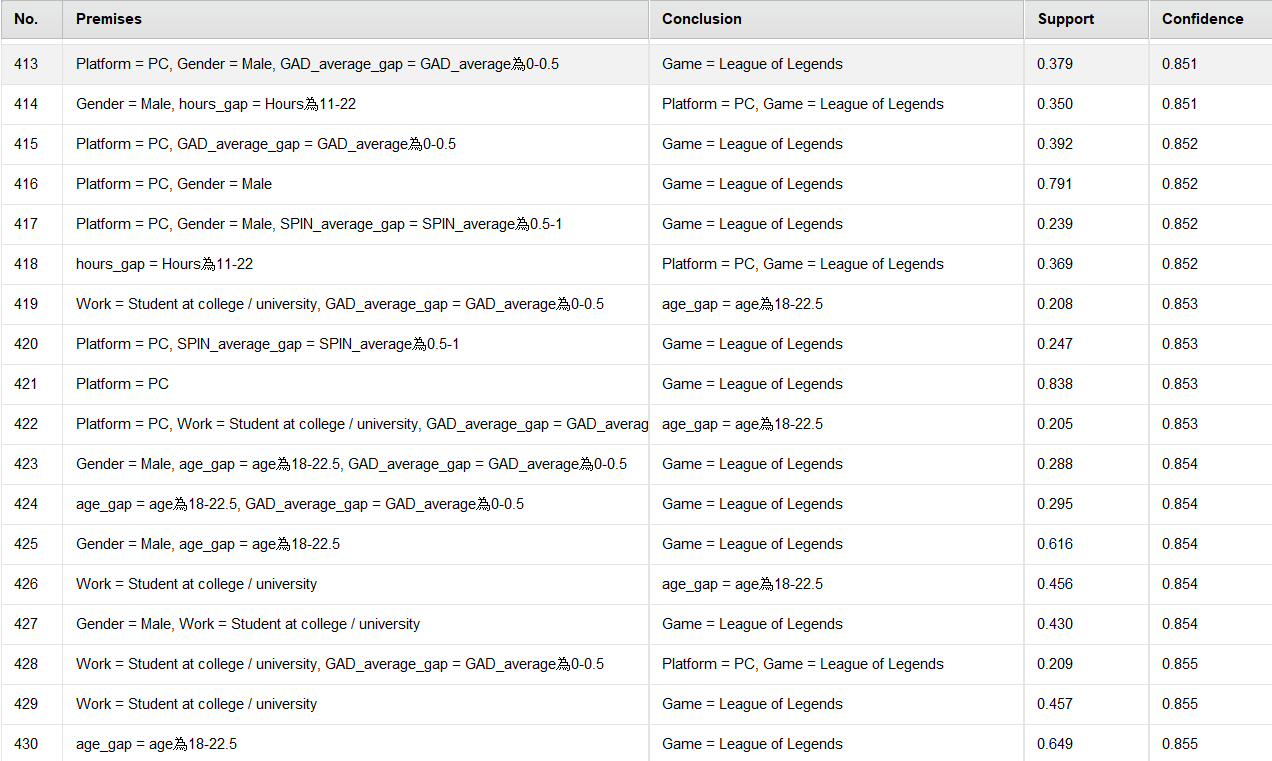 No. Premises Conclusion Support Confidence
413 Platform = PC, Gender = Male, GAD_average_gap = GAD_average為0-0.5 Game = League of Legends 0.379 0.851
414 Gender = Male, hours_gap = Hours為11-22 Platform = PC, Game = League of Legends 0.350 0.851
415 Platform = PC, GAD_average_gap = GAD_average為0-0.5 Game = League of Legends 0.392 0.852
416 Platform = PC, Gender = Male Game = League of Legends 0.791 0.852
417 Platform = PC, Gender = Male, SPIN_average_gap = SPIN_average為0.5-1 Game = League of Legends 0.239 0.852
418 hours_gap = Hours為11-22 Platform = PC, Game = League of Legends 0.369 0.852
419 Work = Student at college / university, GAD_average_gap = GAD_average為0-0.5 age_gap = age為18-22.5 0.208 0.853
420 Platform = PC, SPIN_average_gap = SPIN_average為0.5-1 Game = League of Legends 0.247 0.853
421 Platform = PC Game = League of Legends 0.838 0.853
422 Platform = PC, Work = Student at college / university, GAD_average_gap = GAD_averag age_gap = age為18-22.5 0.205 0.853
423 Gender = Male, age_gap = age為18-22.5, GAD_average_gap = GAD_average為0-0.5 Game = League of Legends 0.288 0.854
424 age_gap = age為18-22.5, GAD_average_gap = GAD_average為0-0.5 Game = League of Legends 0.295 0.854
425 Gender = Male, age_gap = age為18-22.5 Game = League of Legends 0.616 0.854
426 Work = Student at college / university age_gap = age為18-22.5 0.456 0.854
427 Gender = Male, Work = Student at college / university Game = League of Legends 0.430 0.854
428 Work = Student at college / university, GAD_average_gap = GAD_average為0-0.5 Platform = PC, Game = League of Legends 0.209 0.855
429 Work = Student at college / university Game = League of Legends 0.457 0.855
430 age_gap = age為18-22.5 Game = League of Legends 0.649 0.855